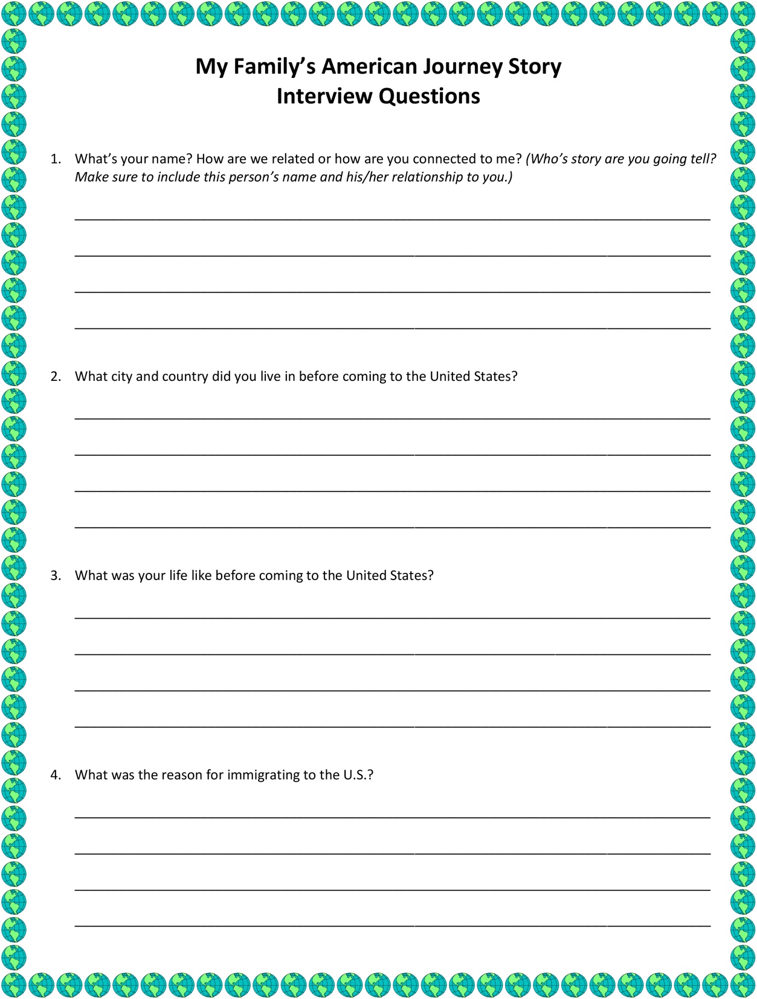 My Family’s American Journey Story
Interview Questions
1. What’s your name? How are we related or how are you connected to me? (Who’s story are you going tell?
Make sure to include this person’s name and his/her relationship to you.)
2. What city and country did you live in before coming to the United States?
3. What was your life like before coming to the United States?
4. What was the reason for immigrating to the U.S.?